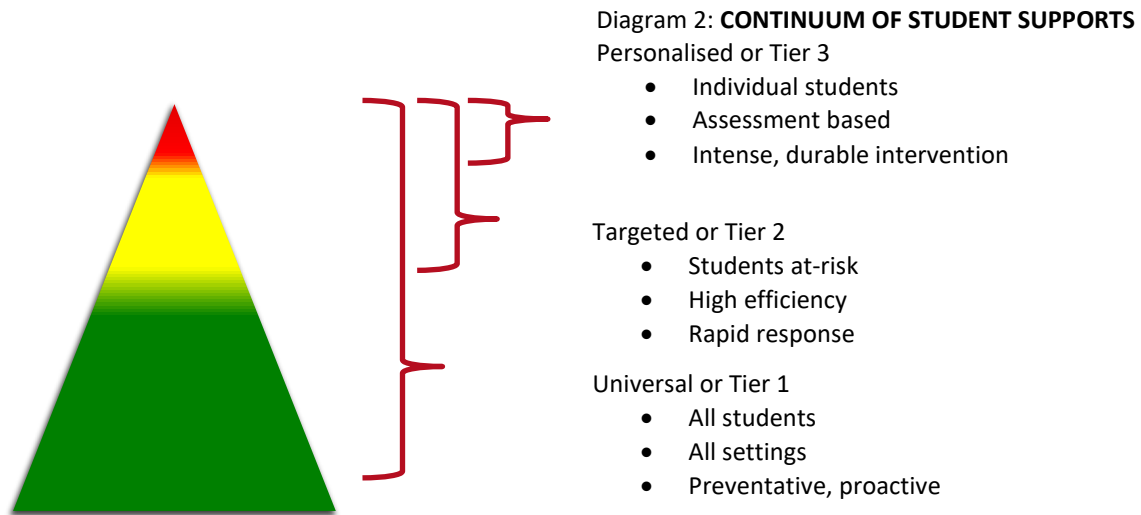 Diagram 2: CONTINUUM OF STUDENT SUPPORTS
Personalised or Tier 3
• Individual students
• Assessment based
• Intense, durable intervention
Targeted or Tier 2
• Students at-risk
• High efficiency
• Rapid response
Universal or Tier 1
• All students
• All settings
• Preventative, proactive